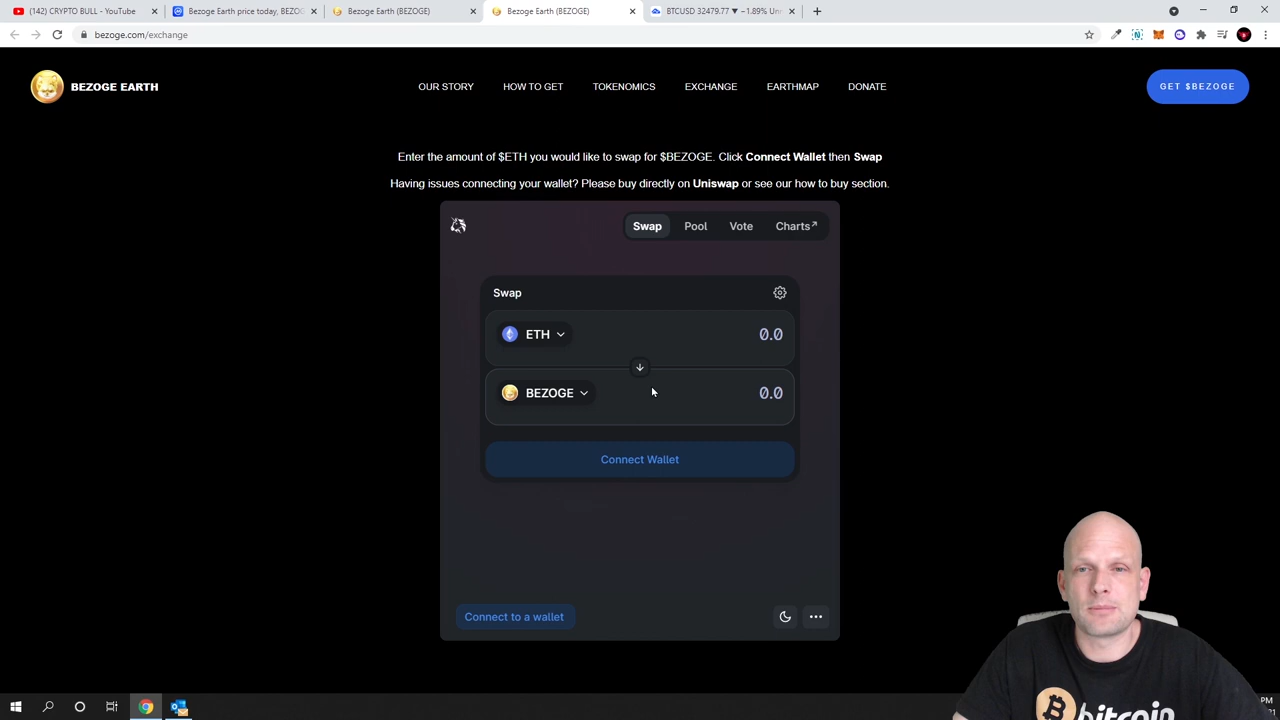 (142) CRYPTO BULL - YouTube
Bezoge Earth price today, BEZOG
Bezoge Earth (BEZOGE)
Bezoge Earth (BEZOGE)
BTCUSD 32479.77 ▼ −1.89% Unn
bezoge.com/exchange
BEZOGE EARTH
OUR STORY
HOW TO GET
TOKENOMICS
EXCHANGE
EARTHMAP
DONATE
GET $BEZOGE
Enter the amount of $ETH you would like to swap for $BEZOGE. Click Connect Wallet then Swap
Having issues connecting your wallet? Please buy directly on Uniswap or see our how to buy section.
Swap
Pool
Vote
Charts↗
Swap
ETH
0.0
BEZOGE
0.0
Connect Wallet
Connect to a wallet
bitcoin
PM